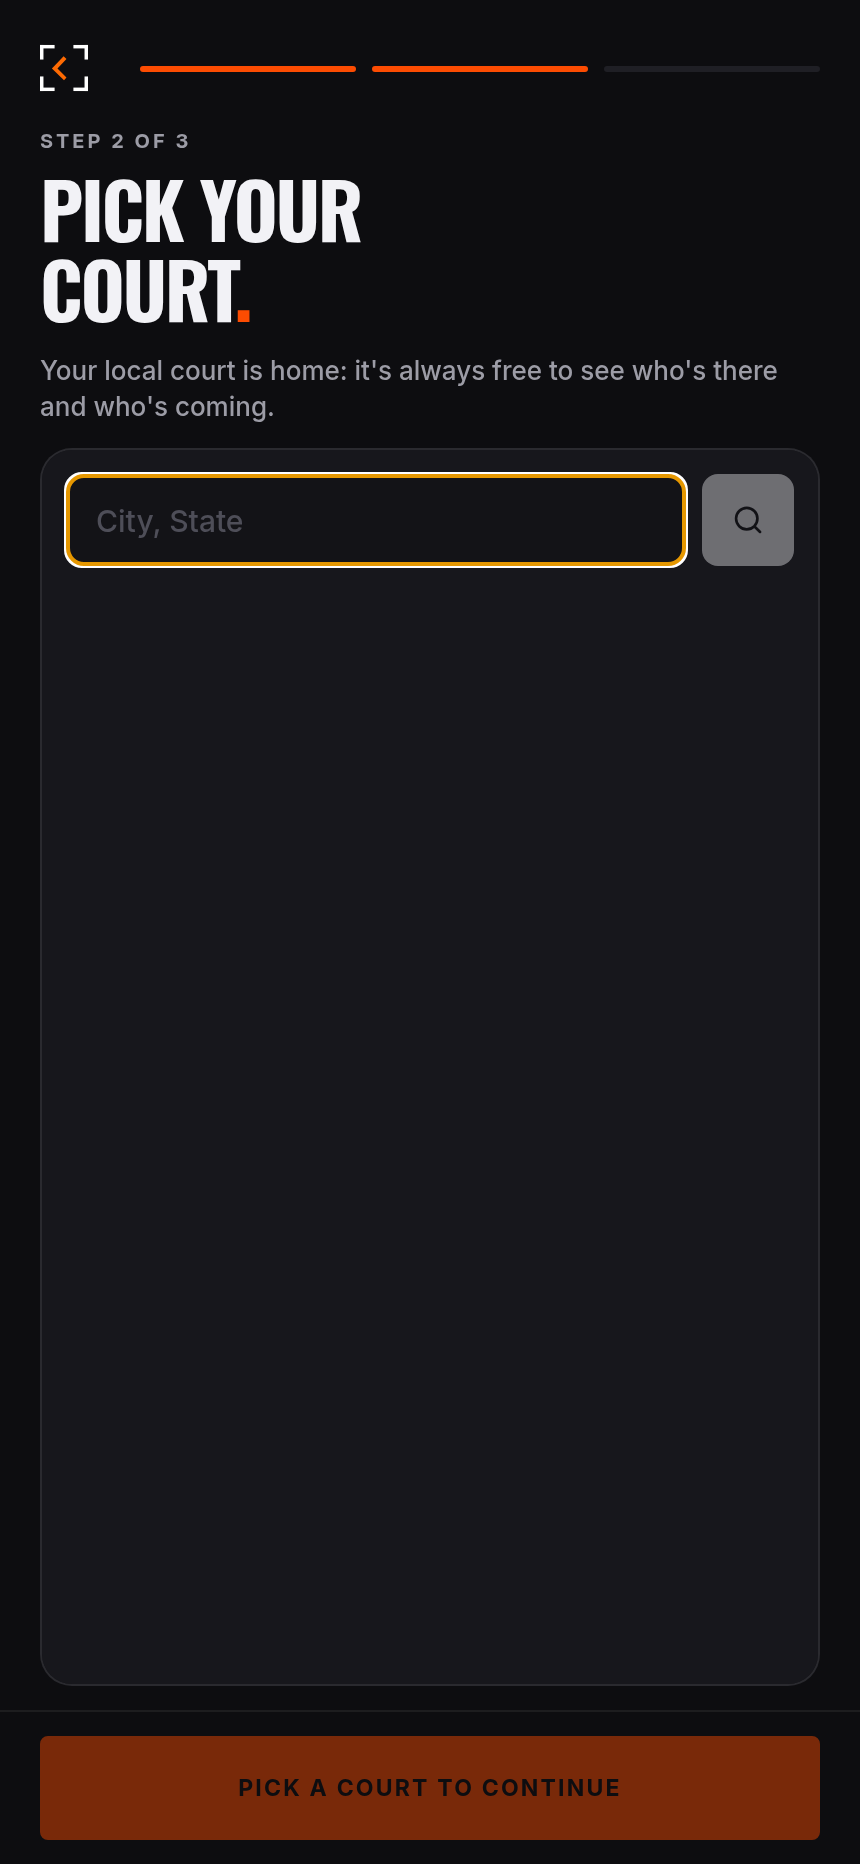 STEP 2 OF 3
PICK YOUR
COURT.
Your local court is home: it's always free to see who's there
and who's coming.
City, State
PICK A COURT TO CONTINUE